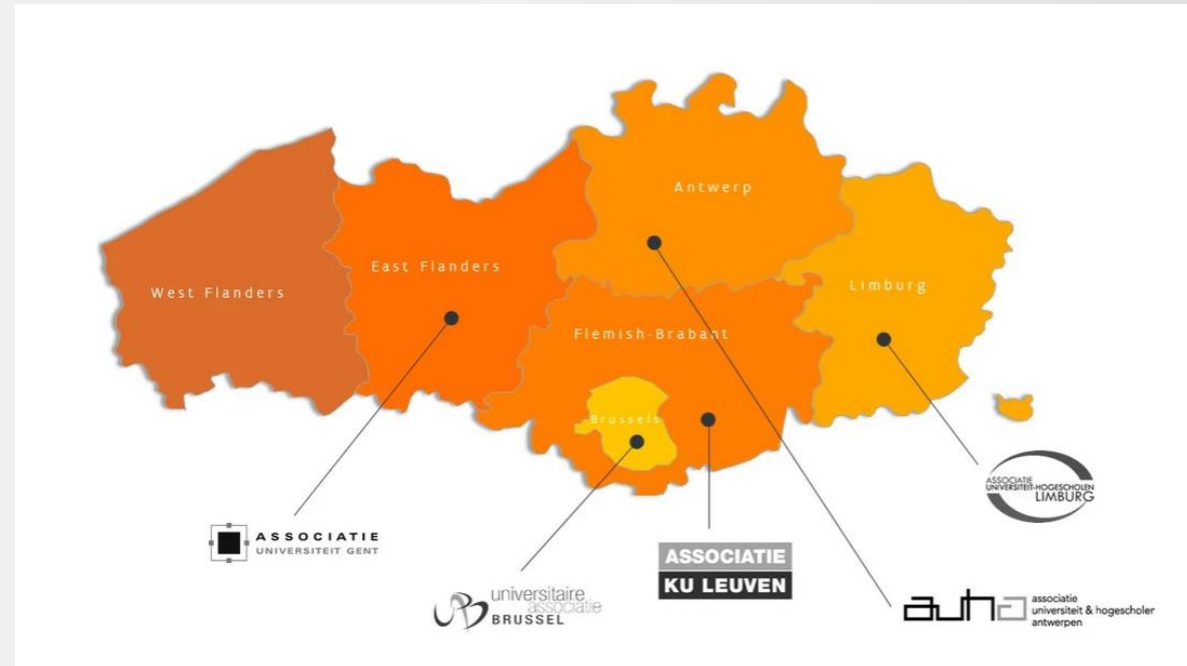 Antwerp
East Flanders
Limburg
West Flanders
Flemish-Brabant
Brussels
ASSOCIATIE
UNIVERSITEIT-HOGESCHOLEN
LIMBURG
ASSOCIATIE
UNIVERSITEIT GENT
ASSOCIATIE
KU LEUVEN
universitaire
associatie
BRUSSEL
auha
associatie
universiteit & hogescholer
antwerpen